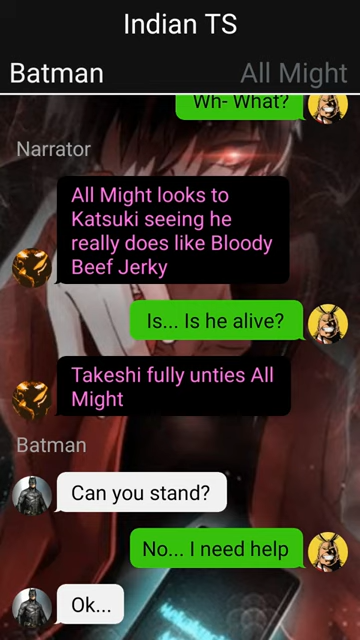 Indian TS
Batman
All Might
Wh- What?
Narrator
All Might looks to
Katsuki seeing he
really does like Bloody
Beef Jerky
Is... Is he alive?
Takeshi fully unties All
Might
Batman
Can you stand?
No... I need help
Ok...